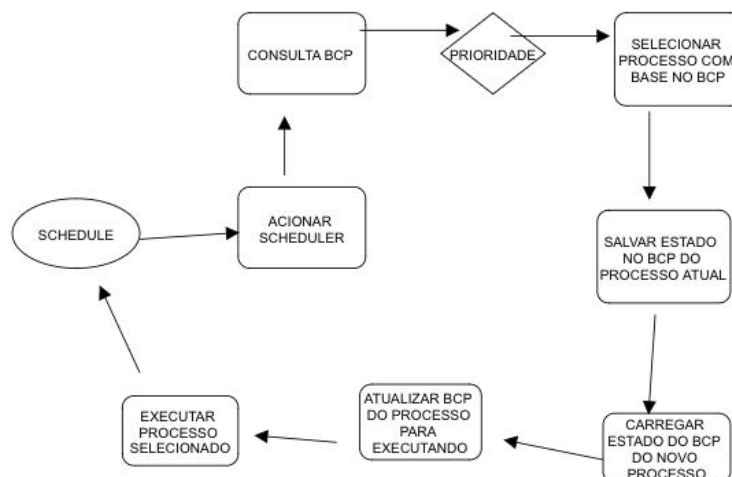 CONSULTA BCP
PRIORIDADE
SELECIONAR
PROCESSO COM
BASE NO BCP
SCHEDULE
ACIONAR
SCHEDULER
SALVAR ESTADO
NO BCP DO
PROCESSO ATUAL
EXECUTAR
PROCESSO
SELECIONADO
ATUALIZAR BCP
DO PROCESSO
PARA
EXECUTANDO
CARREGAR
ESTADO DO BCP
DO NOVO
PROCESSO